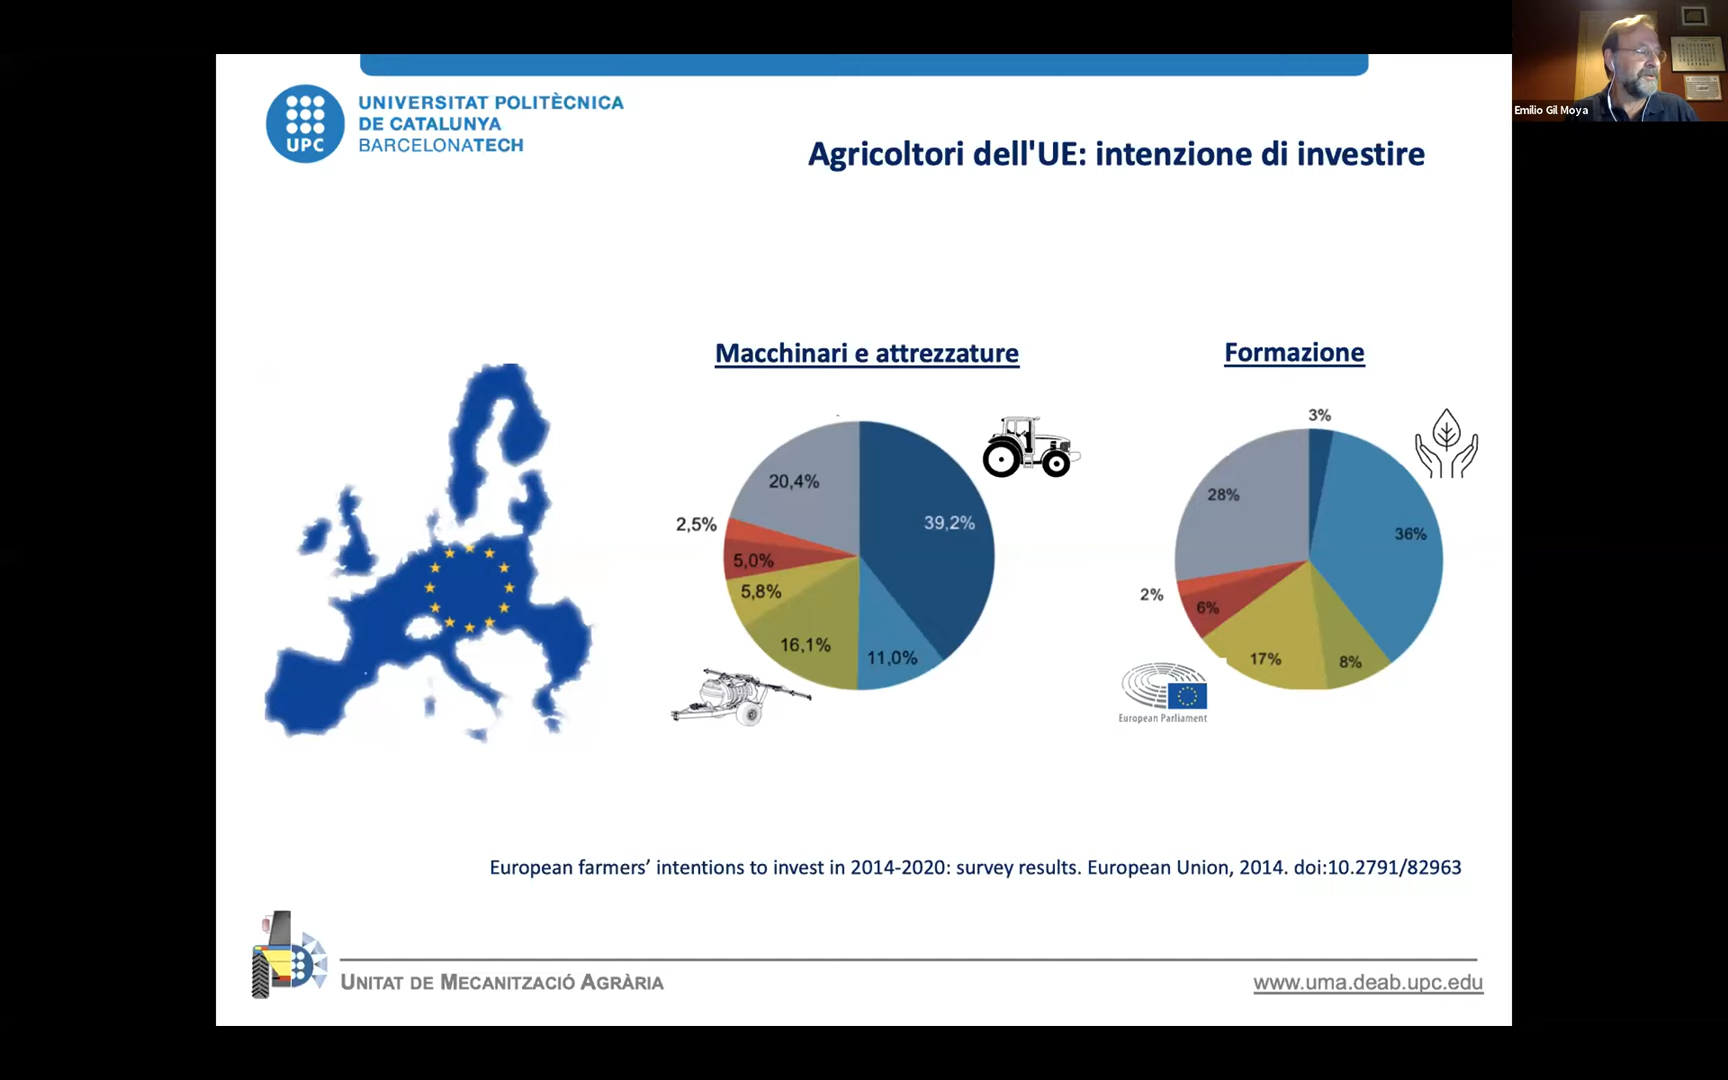 UNIVERSITAT POLITÈCNICA
DE CATALUNYA
BARCELONATECH
UPC
Emilio Gil Moya
Agricoltori dell'UE: intenzione di investire
Macchinari e attrezzature
Formazione
20,4%
2,5%
5,0%
5,8%
16,1%
11,0%
39,2%
3%
28%
36%
2%
6%
17%
8%
European Parliament
European farmers’ intentions to invest in 2014-2020: survey results. European Union, 2014. doi:10.2791/82963
UNITAT DE MECANITZACIÓ AGRÀRIA
www.uma.deab.upc.edu